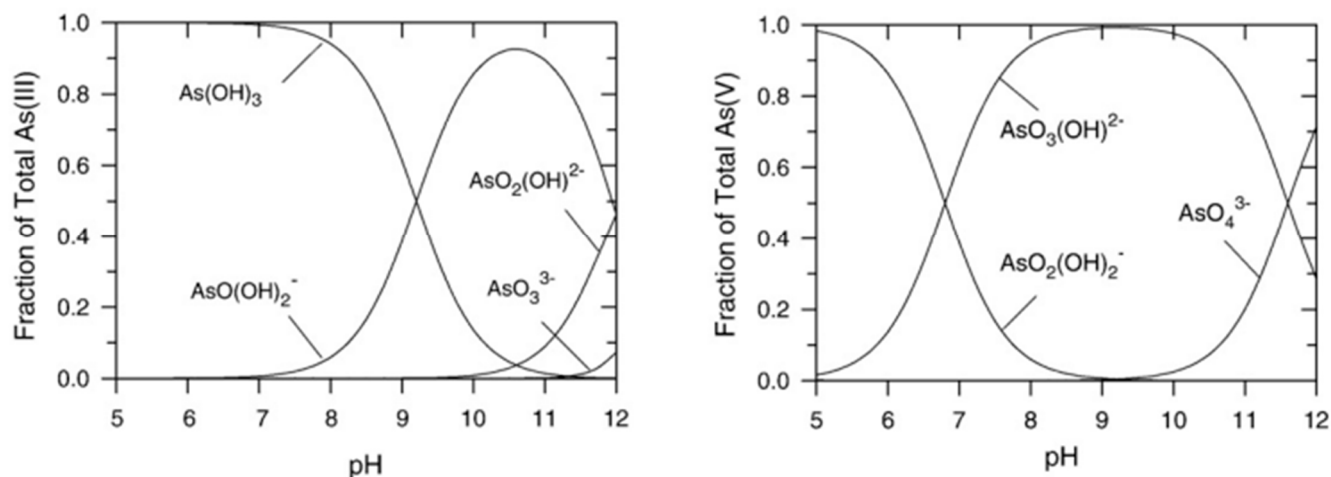 Fraction of Total As(III)
1.0
0.8
0.6
0.4
0.2
0.0
As(OH)₃
AsO₂(OH)²⁻
AsO₃³⁻
AsO(OH)₂⁻
5 6 7 8 9 10 11 12
pH
Fraction of Total As(V)
1.0
0.8
0.6
0.4
0.2
0.0
AsO₃(OH)²⁻
AsO₄³⁻
AsO₂(OH)₂⁻
5 6 7 8 9 10 11 12
pH